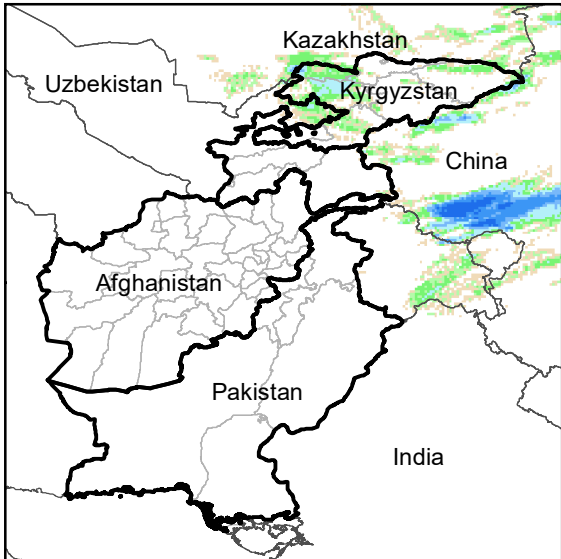 Kazakhstan
Uzbekistan
Kyrgyzstan
China
Afghanistan
Pakistan
India